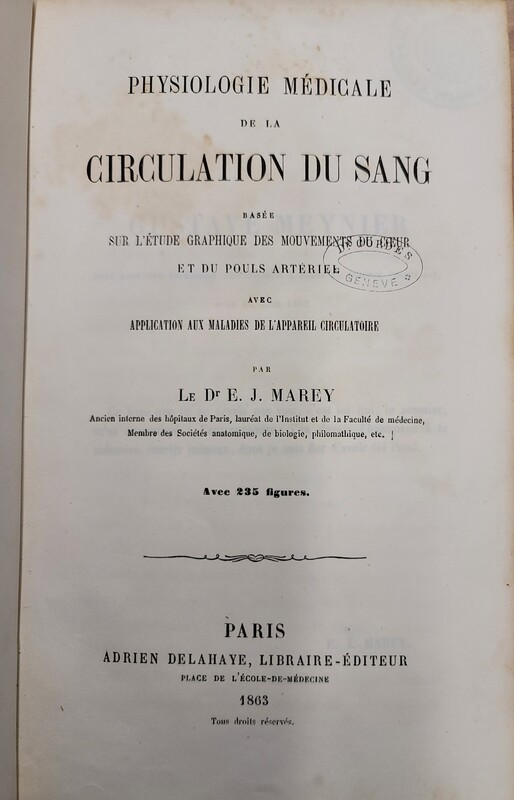 PHYSIOLOGIE MÉDICALE
DE LA
CIRCULATION DU SANG
BASÉE
SUR L'ÉTUDE GRAPHIQUE DES MOUVEMENTS DU CŒUR
ET DU POULS ARTÉRIEL
AVEC
APPLICATION AUX MALADIES DE L'APPAREIL CIRCULATOIRE
PAR
LE Dr E. J. MAREY
Ancien interne des hôpitaux de Paris, lauréat de l'Institut et de la Faculté de médecine,
Membre des Sociétés anatomique, de biologie, philomathique, etc.
Avec 235 figures.
PARIS
ADRIEN DELAHAYE, LIBRAIRE-ÉDITEUR
PLACE DE L'ÉCOLE-DE-MÉDECINE
1863
Tous droits réservés.
GENÈVE